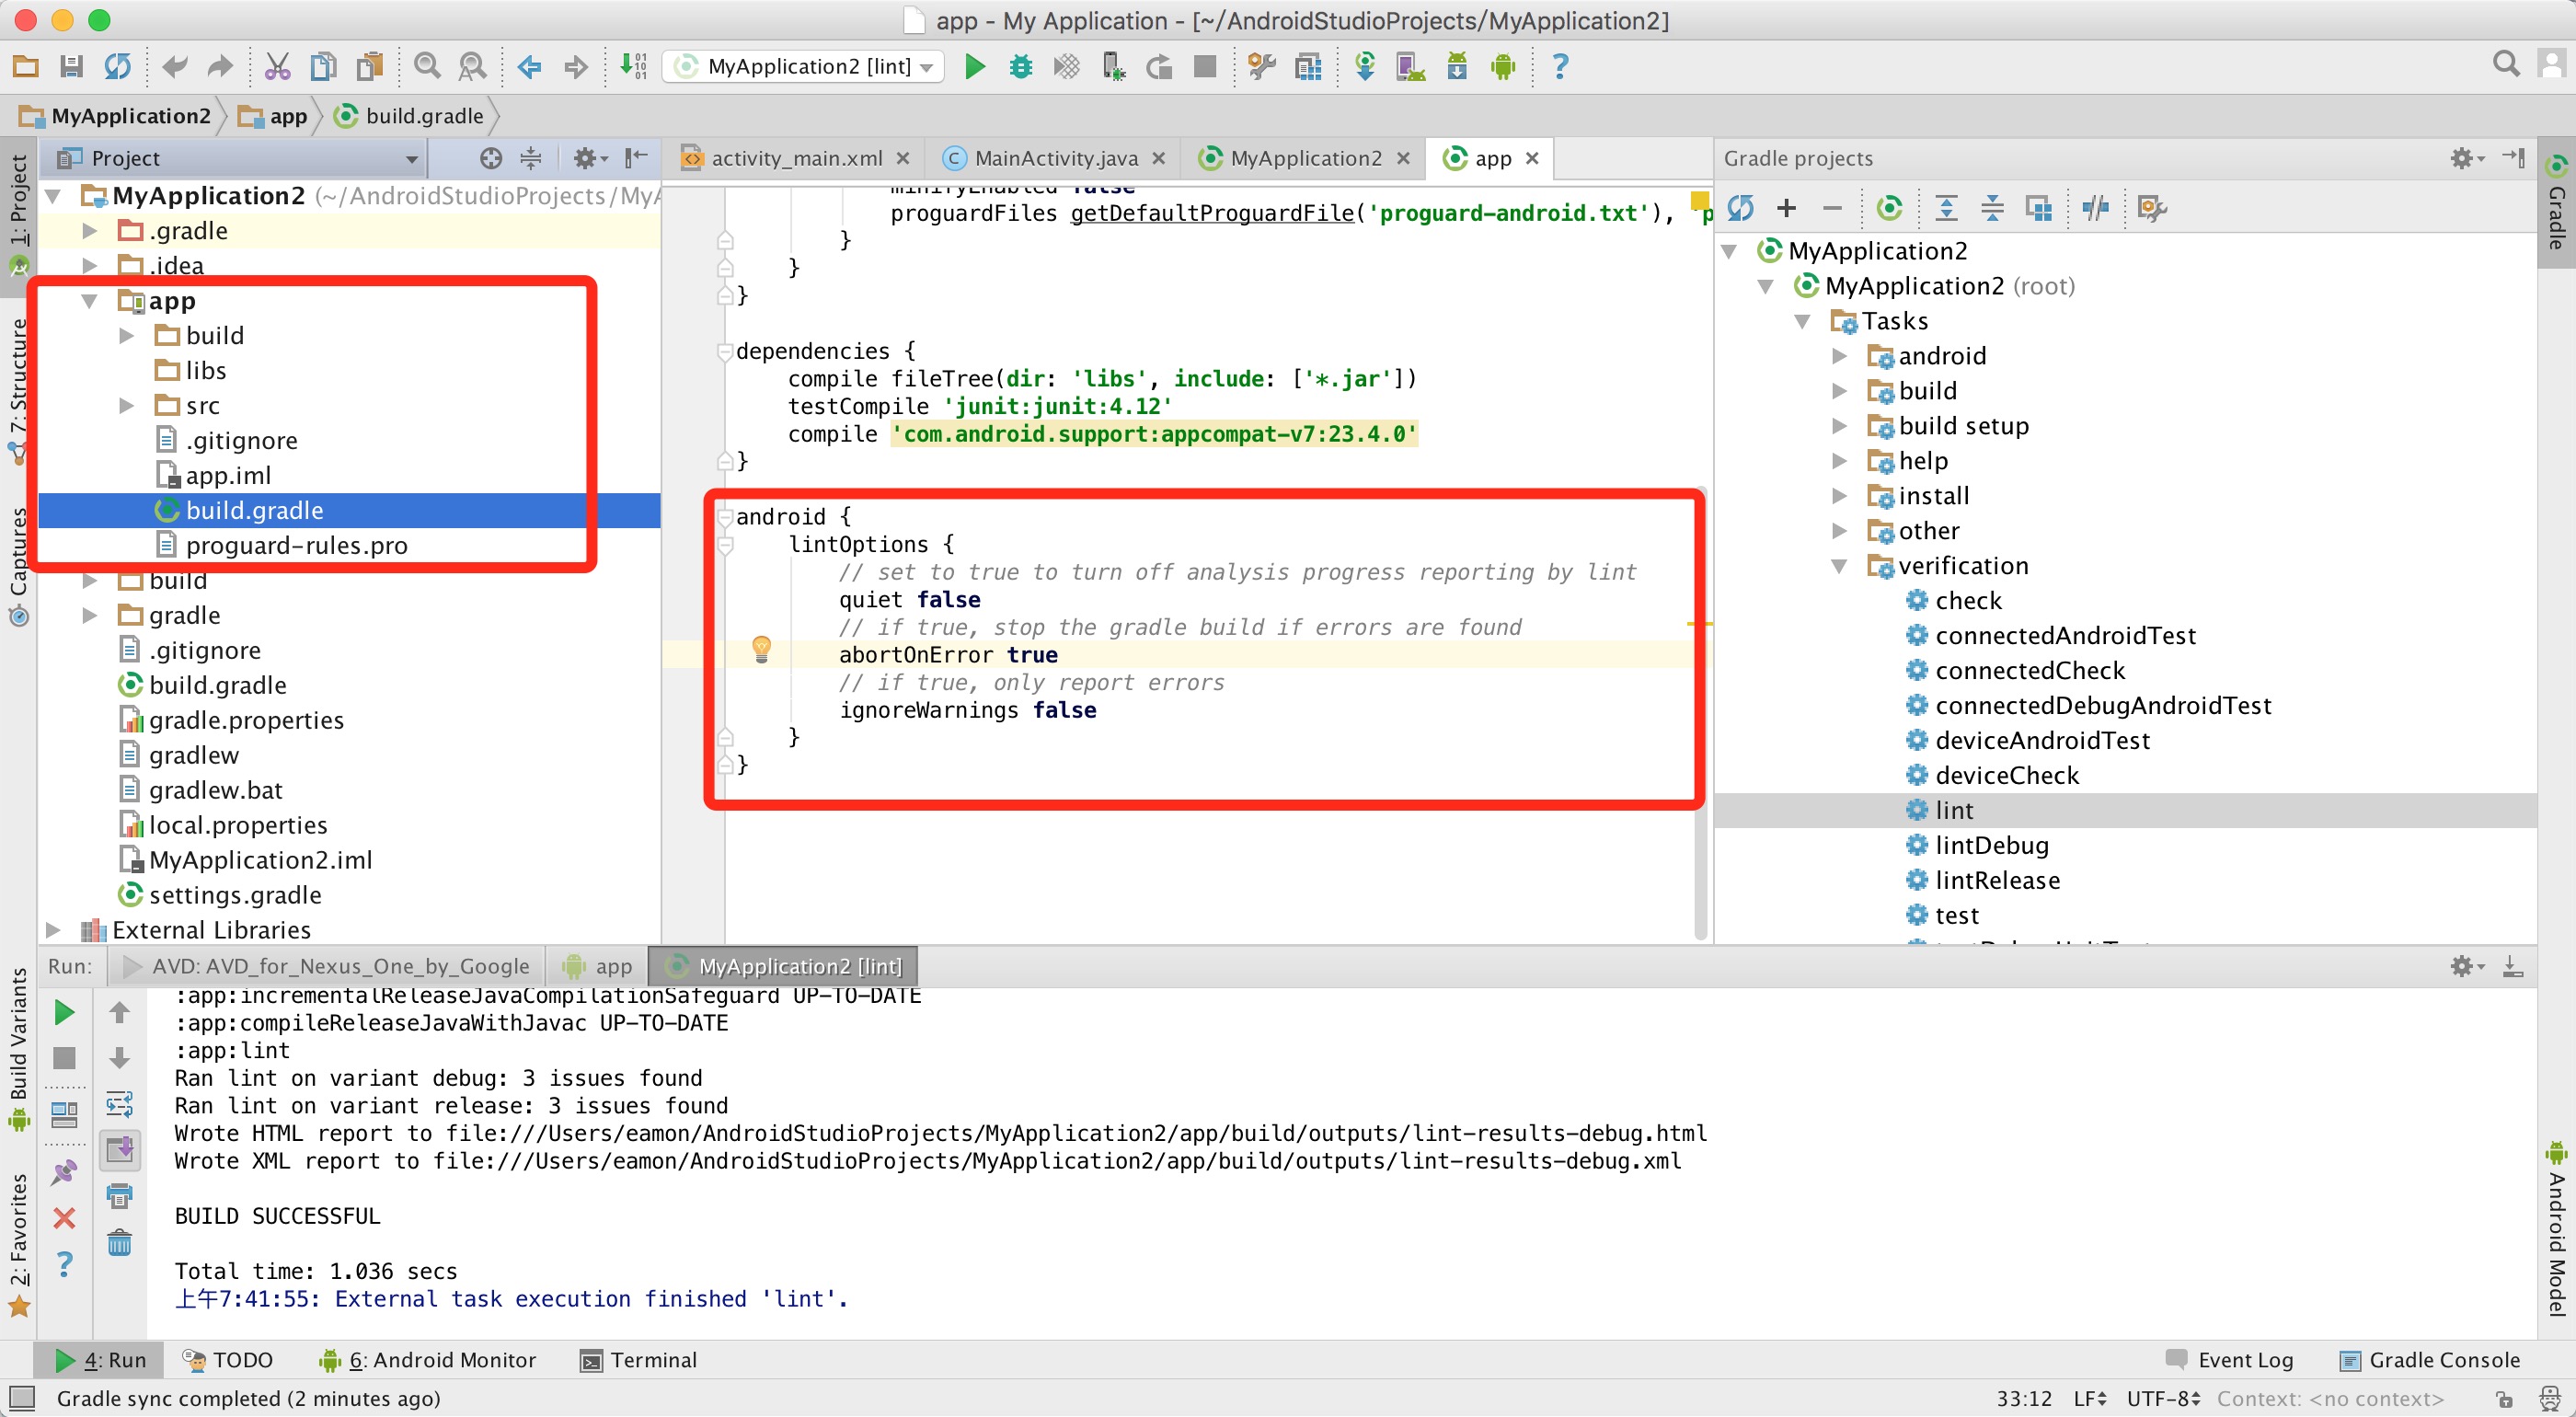 app - My Application - [~/AndroidStudioProjects/MyApplication2]
MyApplication2 [lint]
MyApplication2
app
build.gradle
1: Project
7: Structure
Captures
Build Variants
2: Favorites
Project
MyApplication2 (~/AndroidStudioProjects/MyA
.gradle
.idea
app
build
libs
src
.gitignore
app.iml
build.gradle
proguard-rules.pro
build
gradle
.gitignore
build.gradle
gradle.properties
gradlew
gradlew.bat
local.properties
MyApplication2.iml
settings.gradle
External Libraries
activity_main.xml
MainActivity.java
MyApplication2
app
minifyEnabled false
proguardFiles getDefaultProguardFile('proguard-android.txt'), 'p
}
}
}
dependencies {
compile fileTree(dir: 'libs', include: ['*.jar'])
testCompile 'junit:junit:4.12'
compile 'com.android.support:appcompat-v7:23.4.0'
}
android {
lintOptions {
// set to true to turn off analysis progress reporting by lint
quiet false
// if true, stop the gradle build if errors are found
abortOnError true
// if true, only report errors
ignoreWarnings false
}
}
Gradle projects
MyApplication2
MyApplication2 (root)
Tasks
android
build
build setup
help
install
other
verification
check
connectedAndroidTest
connectedCheck
connectedDebugAndroidTest
deviceAndroidTest
deviceCheck
lint
lintDebug
lintRelease
test
Gradle
Android Model
Run:
AVD: AVD_for_Nexus_One_by_Google
app
MyApplication2 [lint]
:app:incrementalReleaseJavaCompilationSafeguard UP-TO-DATE
:app:compileReleaseJavaWithJavac UP-TO-DATE
:app:lint
Ran lint on variant debug: 3 issues found
Ran lint on variant release: 3 issues found
Wrote HTML report to file:///Users/eamon/AndroidStudioProjects/MyApplication2/app/build/outputs/lint-results-debug.html
Wrote XML report to file:///Users/eamon/AndroidStudioProjects/MyApplication2/app/build/outputs/lint-results-debug.xml
BUILD SUCCESSFUL
Total time: 1.036 secs
上午7:41:55: External task execution finished 'lint'.
4: Run
TODO
6: Android Monitor
Terminal
Event Log
Gradle Console
Gradle sync completed (2 minutes ago)
33:12
LF
UTF-8
Context: <no context>